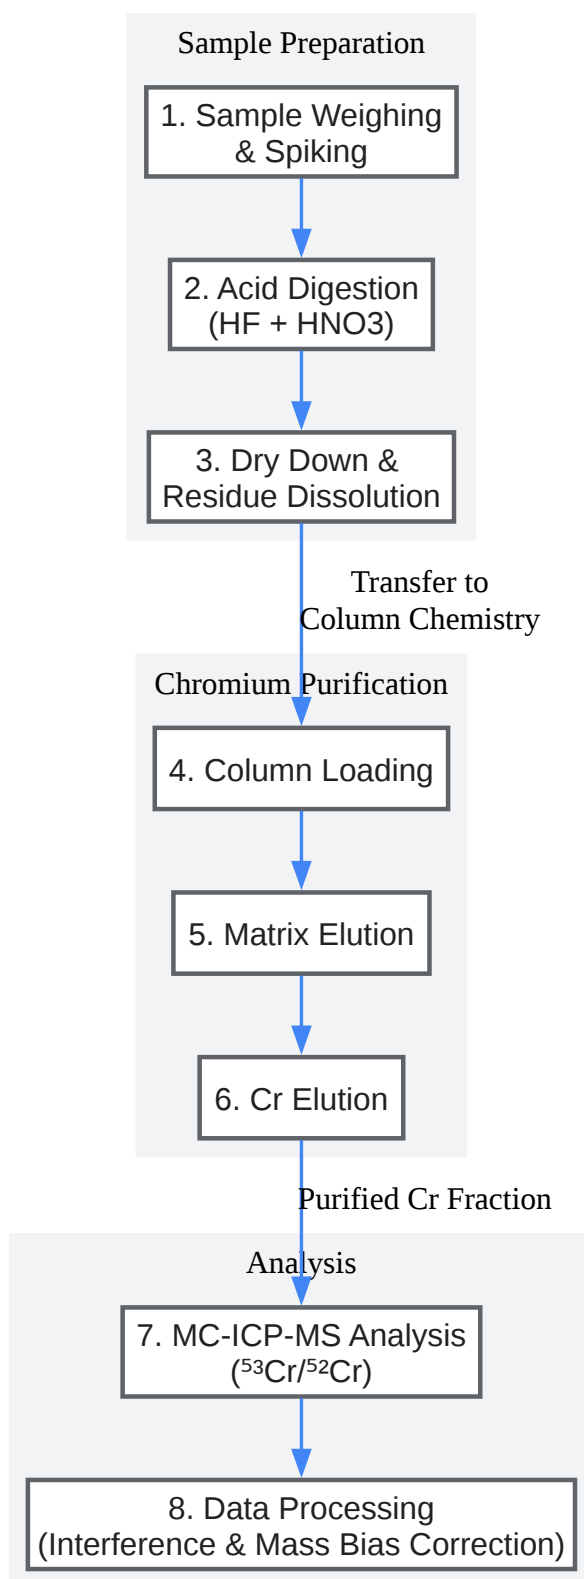 Sample Preparation
1. Sample Weighing
& Spiking
2. Acid Digestion
(HF + HNO3)
3. Dry Down &
Residue Dissolution
Transfer to
Column Chemistry
Chromium Purification
4. Column Loading
5. Matrix Elution
6. Cr Elution
Purified Cr Fraction
Analysis
7. MC-ICP-MS Analysis
(⁵³Cr/⁵²Cr)
8. Data Processing
(Interference & Mass Bias Correction)